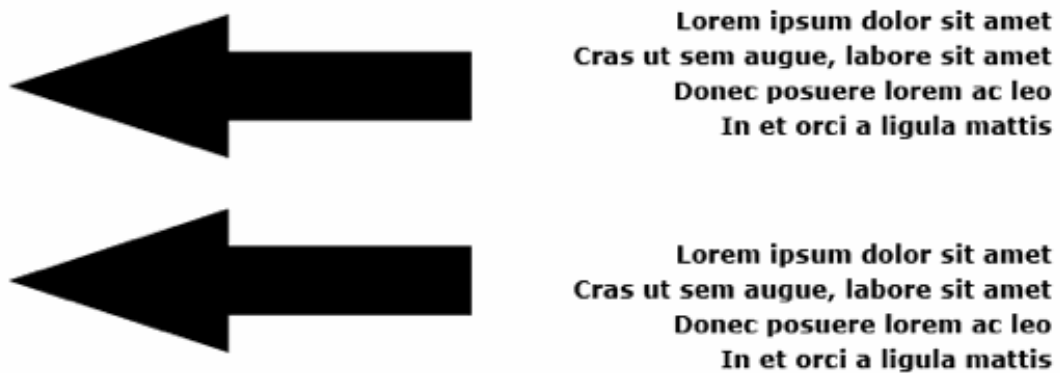 Lorem ipsum dolor sit amet
Cras ut sem augue, labore sit amet
Donec posuere lorem ac leo
In et orci a ligula mattis
Lorem ipsum dolor sit amet
Cras ut sem augue, labore sit amet
Donec posuere lorem ac leo
In et orci a ligula mattis